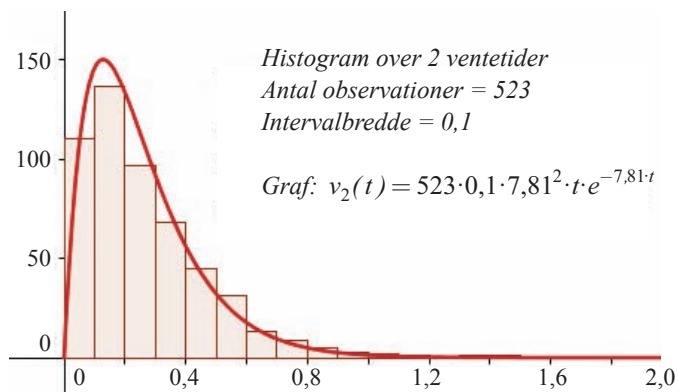 150
Histogram over 2 ventetider
Antal observationer = 523
Intervalbredde = 0,1
100
Graf: v₂(t) = 523·0,1·7,81²·t·e^(−7,81·t)
50
0
0 0,4 0,8 1,2 1,6 2,0